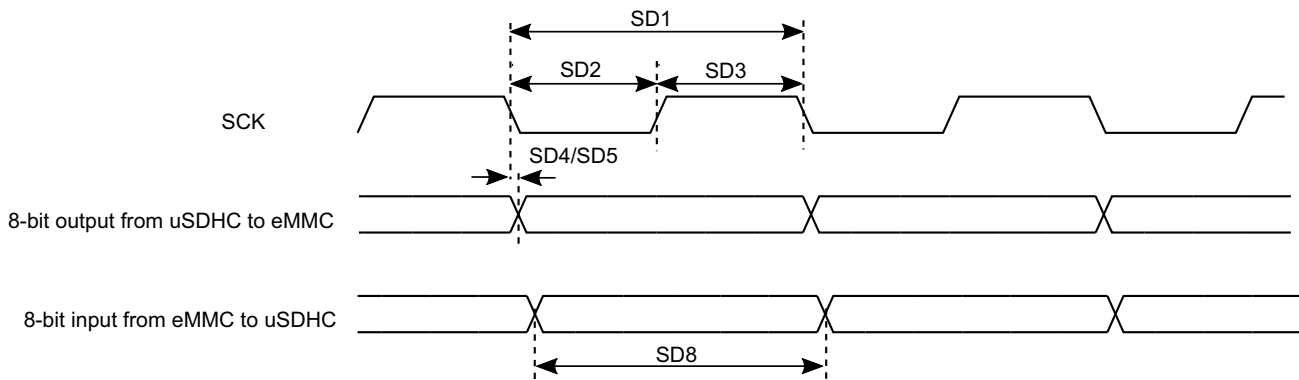 SD1
SD2
SD3
SCK
SD4/SD5
8-bit output from uSDHC to eMMC
8-bit input from eMMC to uSDHC
SD8